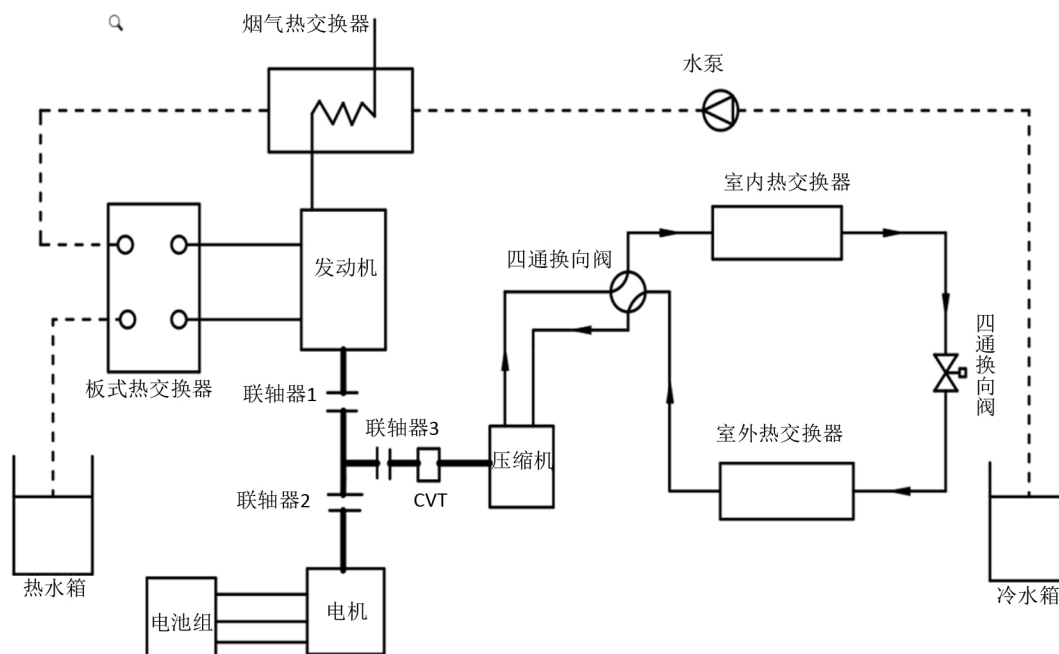 烟气热交换器
水泵
室内热交换器
四通换向阀
发动机
四通换向阀
板式热交换器
联轴器1
联轴器3
室外热交换器
压缩机
CVT
联轴器2
热水箱
冷水箱
电池组
电机